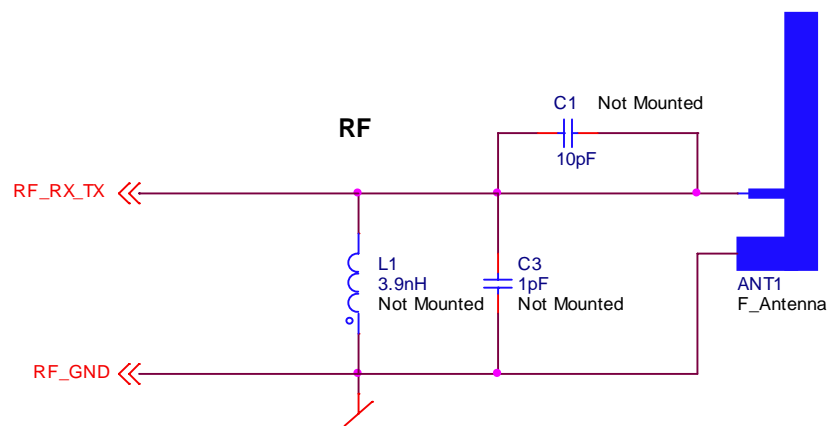 C1 Not Mounted
RF
10pF
RF_RX_TX
L1
3.9nH
Not Mounted
C3
1pF
Not Mounted
ANT1
F_Antenna
RF_GND